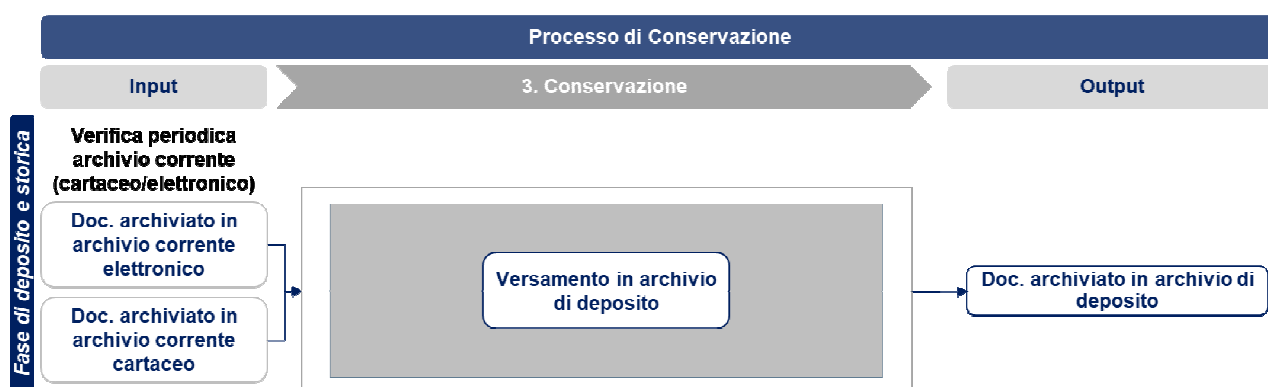 Processo di Conservazione
Input
3. Conservazione
Output
Fase di deposito e storica
Verifica periodica
archivio corrente
(cartaceo/elettronico)
Doc. archiviato in
archivio corrente
elettronico
Doc. archiviato in
archivio corrente
cartaceo
Versamento in archivio
di deposito
Doc. archiviato in archivio di
deposito